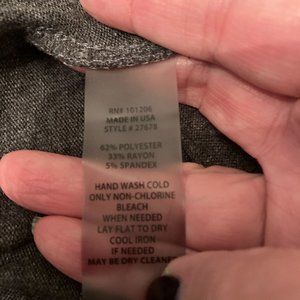 RN# 101206
MADE IN USA
STYLE # 27678
62% POLYESTER
33% RAYON
5% SPANDEX
HAND WASH COLD
ONLY NON-CHLORINE
BLEACH
WHEN NEEDED
LAY FLAT TO DRY
COOL IRON
IF NEEDED
MAY BE DRY CLEANED